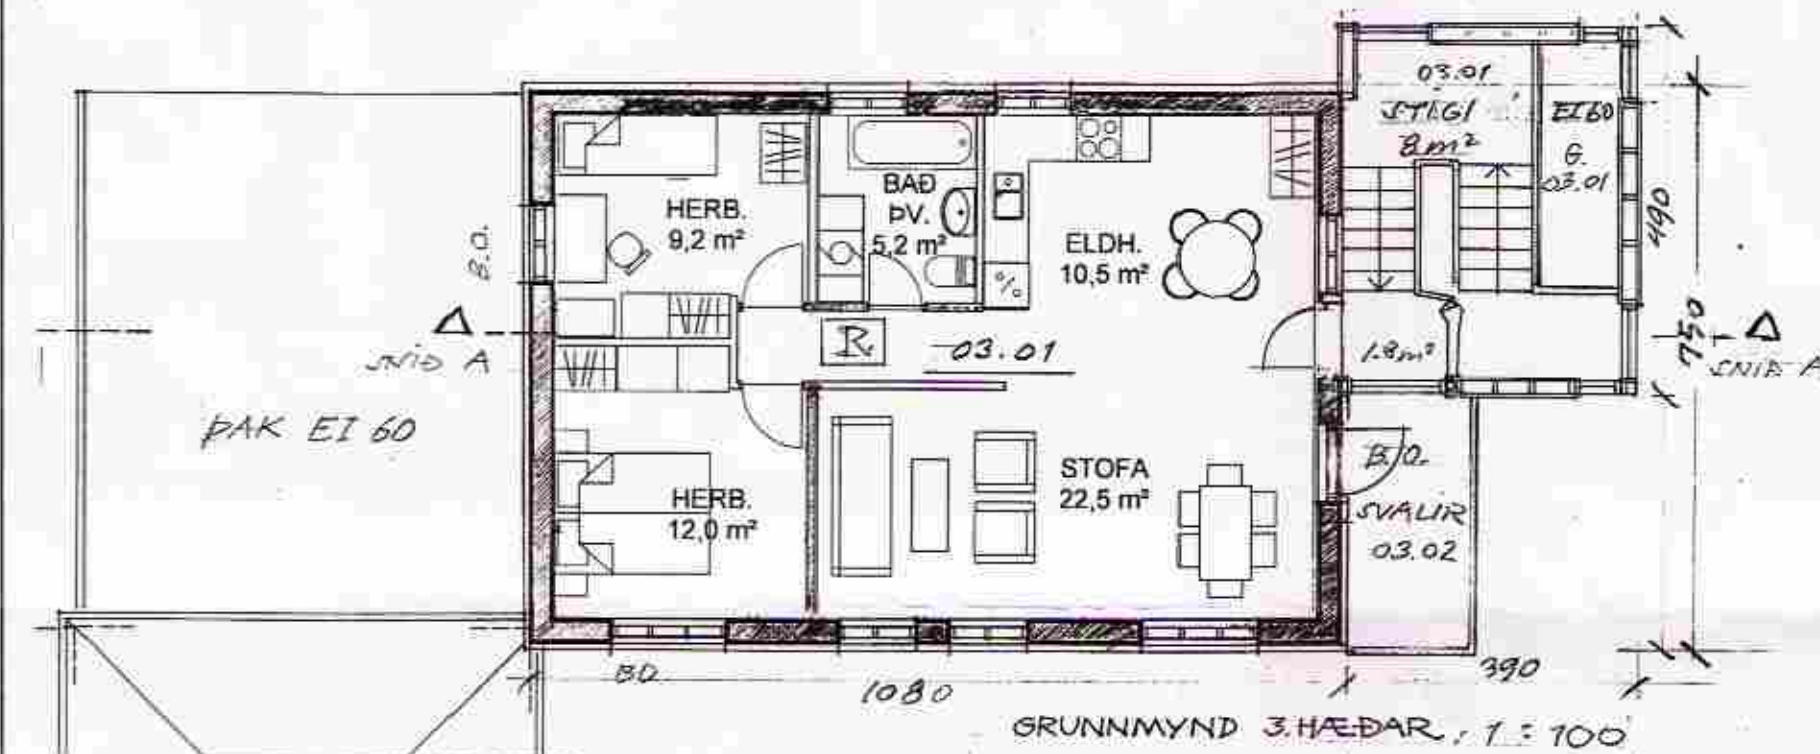 03.01
STIGI
8 m²
EI 60
G.
03.01
490
750
BAÐ
ÞV.
5,2 m²
HERB.
9,2 m²
ELDH.
10,5 m²
B.O.
SNIÐ A
R
03.01
1.8 m²
SNIÐ A
ÞAK EI 60
HERB.
12,0 m²
STOFA
22,5 m²
B.O.
SVALIR
03.02
80
1080
390
GRUNNMYND 3. HÆÐAR, 1:100